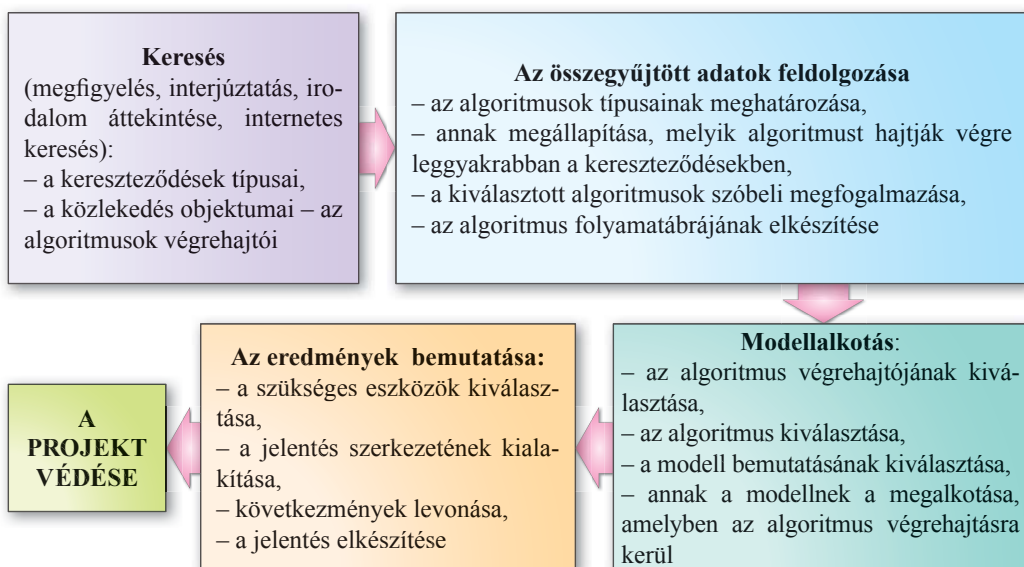 Keresés
(megfigyelés, interjúztatás, iro-
dalom áttekintése, internetes
keresés):
– a kereszteződések típusai,
– a közlekedés objektumai – az
algoritmusok végrehajtói
Az összegyűjtött adatok feldolgozása
– az algoritmusok típusainak meghatározása,
– annak megállapítása, melyik algoritmust hajtják végre
leggyakrabban a kereszteződésekben,
– a kiválasztott algoritmusok szóbeli megfogalmazása,
– az algoritmus folyamatábrájának elkészítése
Modellalkotás:
– az algoritmus végrehajtójának kivá-
lasztása,
– az algoritmus kiválasztása,
– a modell bemutatásának kiválasztása,
– annak a modellnek a megalkotása,
amelyben az algoritmus végrehajtásra
kerül
Az eredmények bemutatása:
– a szükséges eszközök kiválasz-
tása,
– a jelentés szerkezetének kiala-
kítása,
– következmények levonása,
– a jelentés elkészítése
A
PROJEKT
VÉDÉSE